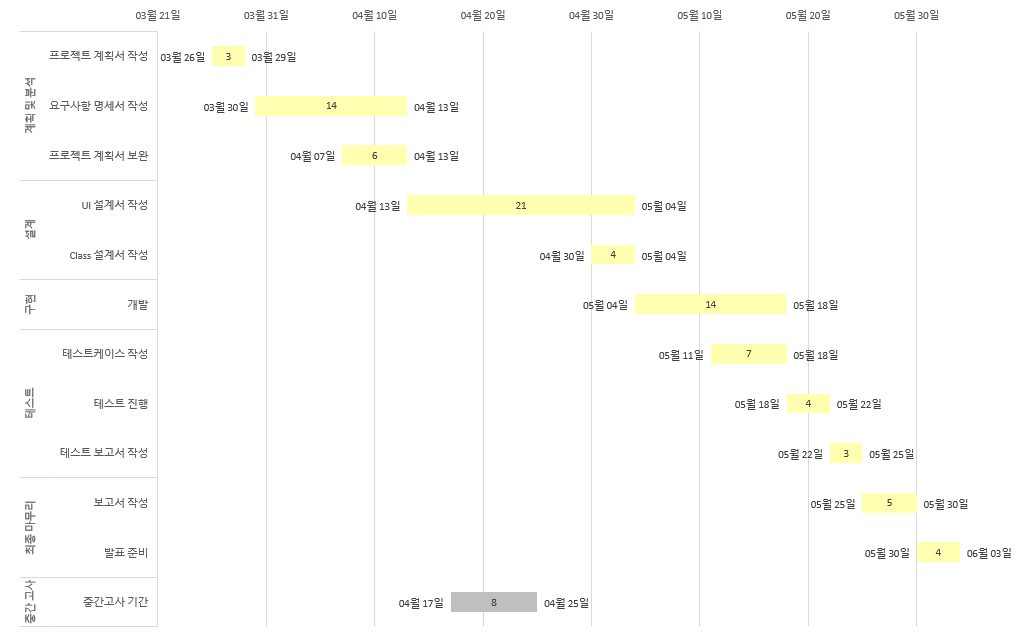 03월 21일 03월 31일 04월 10일 04월 20일 04월 30일 05월 10일 05월 20일 05월 30일
계획 및 분석
프로젝트 계획서 작성 03월 26일 3 03월 29일
요구사항 명세서 작성 03월 30일 14 04월 13일
프로젝트 계획서 보완 04월 07일 6 04월 13일
설계
UI 설계서 작성 04월 13일 21 05월 04일
Class 설계서 작성 04월 30일 4 05월 04일
구현
개발 05월 04일 14 05월 18일
테스트
테스트케이스 작성 05월 11일 7 05월 18일
테스트 진행 05월 18일 4 05월 22일
테스트 보고서 작성 05월 22일 3 05월 25일
최종 마무리
보고서 작성 05월 25일 5 05월 30일
발표 준비 05월 30일 4 06월 03일
중간 고사
중간고사 기간 04월 17일 8 04월 25일